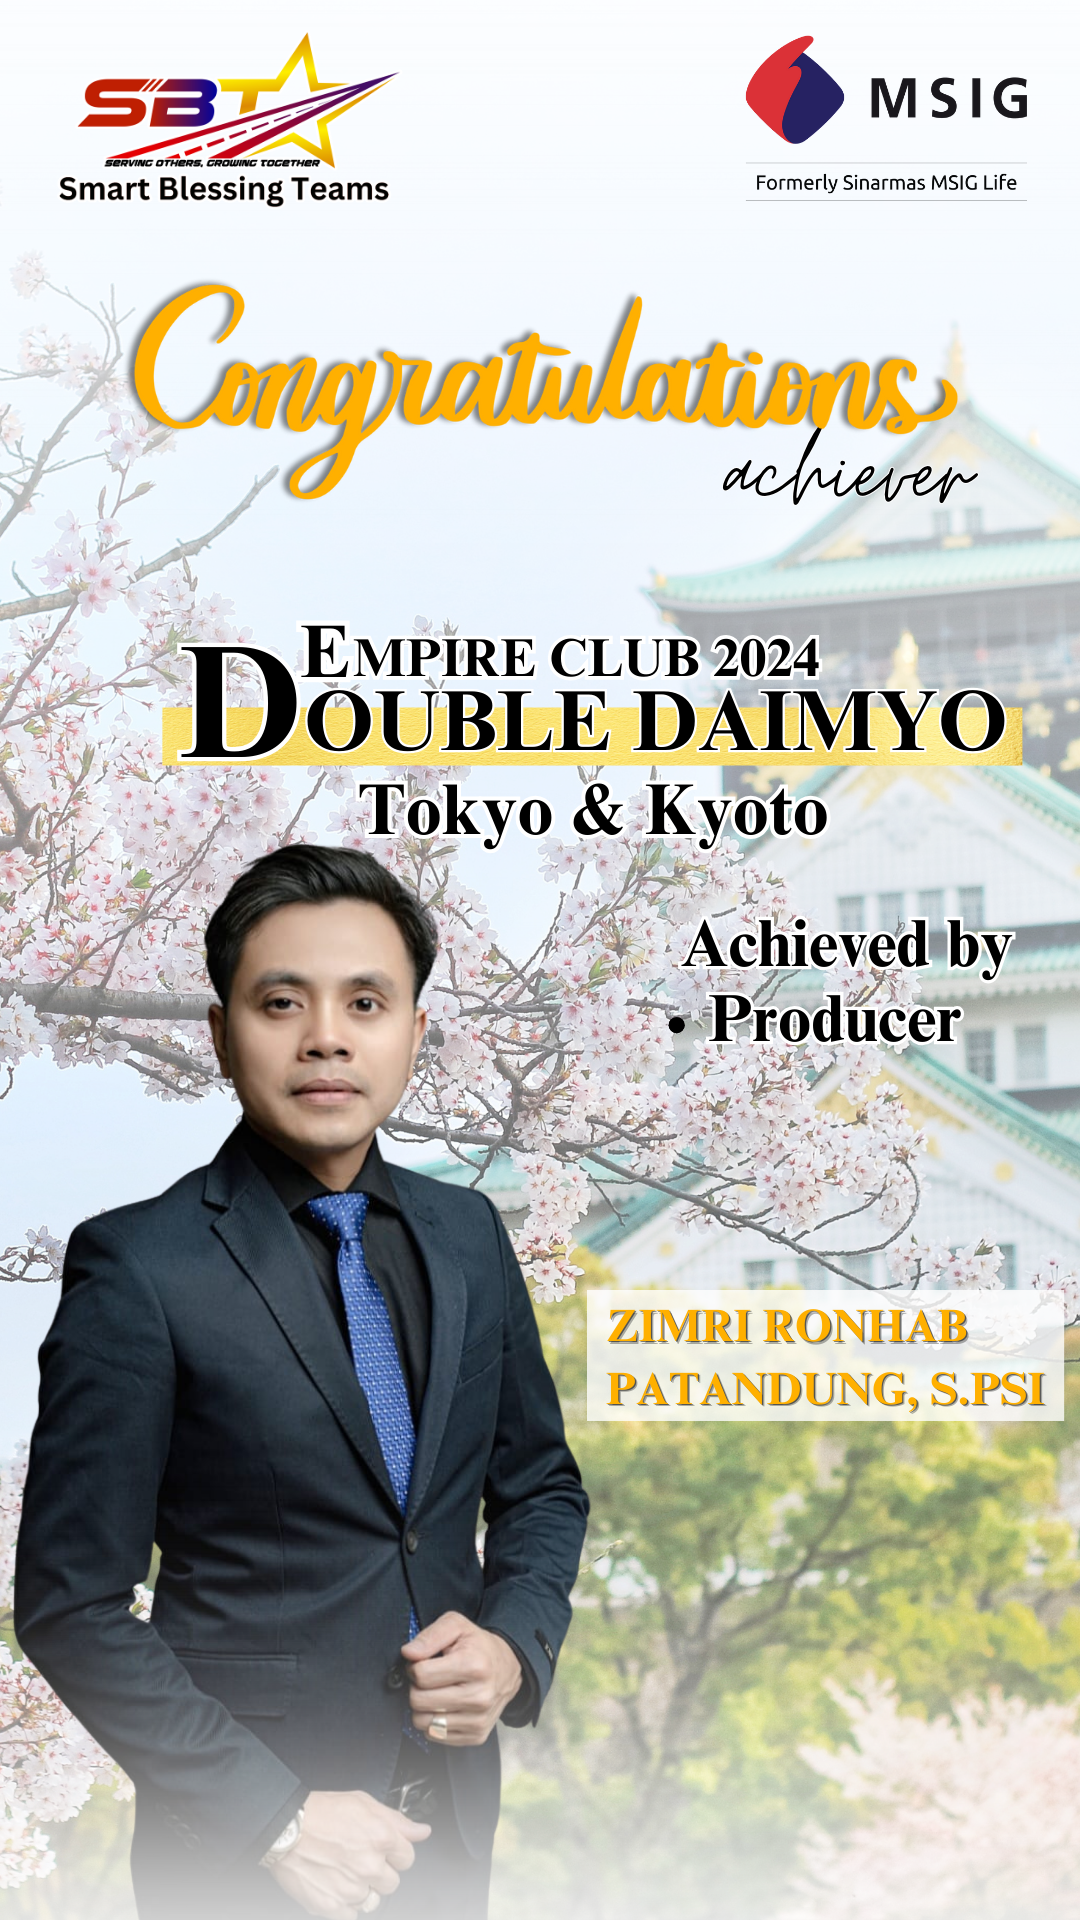 SBT
SERVING OTHERS, GROWING TOGETHER
Smart Blessing Teams
MSIG
Formerly Sinarmas MSIG Life
Congratulations
achiever
EMPIRE CLUB 2024
DOUBLE DAIMYO
Tokyo & Kyoto
Achieved by
• Producer
ZIMRI RONHAB
PATANDUNG, S.PSI